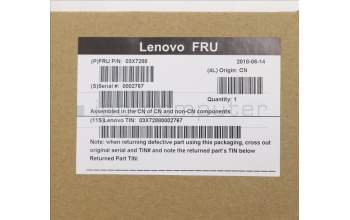 Lenovo FRU
(P)FRU P/N: 03X7280
2016-06-14
(4L) Origin: CN
(S)Serial #: 0002767
Quantity: 1
Assembled in the CN of CN and non-CN components
(11S)Lenovo TIN: 03X72800002767
Note: when returning defective part using this packaging, cross out
original serial and TIN# and note the returned part's TIN below
Returned Part TIN: